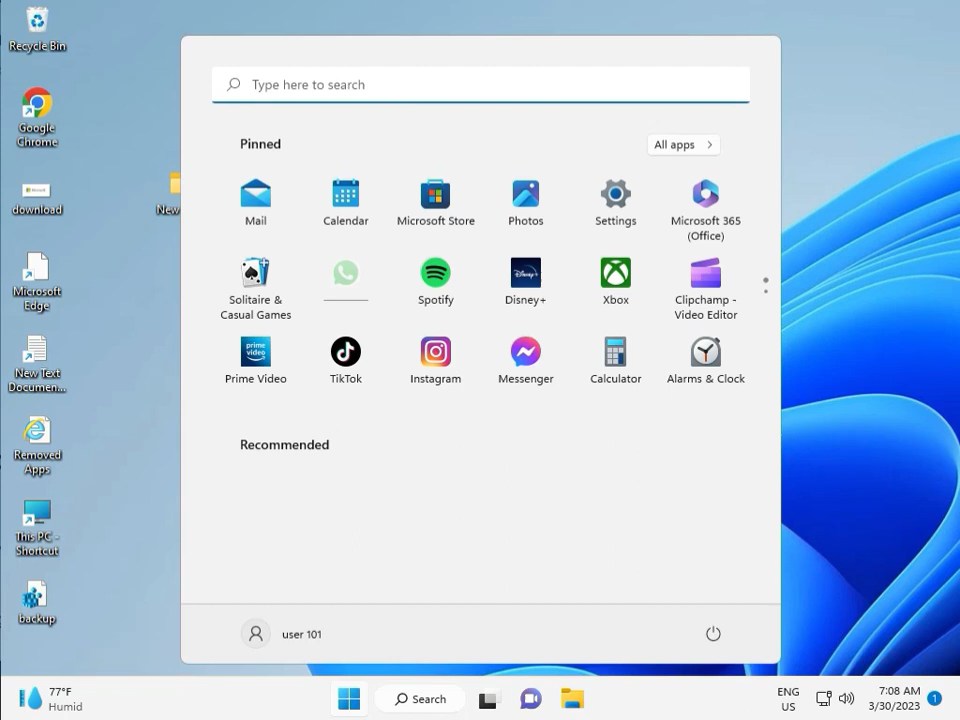 Recycle Bin
Google
Chrome
download
New
Microsoft
Edge
New Text
Documen...
Removed
Apps
This PC -
Shortcut
backup
Type here to search
Pinned
All apps
Mail
Calendar
Microsoft Store
Photos
Settings
Microsoft 365
(Office)
Solitaire &
Casual Games
Spotify
Disney+
Disney+
Xbox
Clipchamp -
Video Editor
prime
video
Prime Video
TikTok
Instagram
Messenger
Calculator
Alarms & Clock
Recommended
user 101
77°F
Humid
Search
ENG
US
7:08 AM
3/30/2023
1